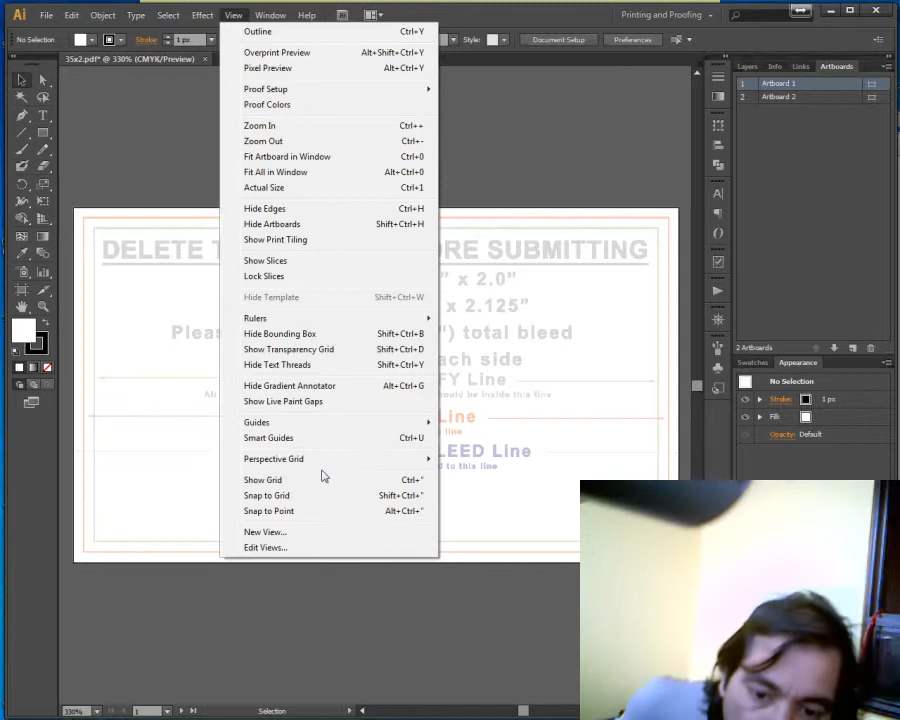 Ai File Edit Object Type Select Effect View Window Help Printing and Proofing
No Selection Stroke: 1 px Style: Document Setup Preferences
35x2.pdf* @ 330% (CMYK/Preview) ×
Outline Ctrl+Y
Overprint Preview Alt+Shift+Ctrl+Y
Pixel Preview Alt+Ctrl+Y
Proof Setup
Proof Colors
Zoom In Ctrl++
Zoom Out Ctrl+-
Fit Artboard in Window Ctrl+0
Fit All in Window Alt+Ctrl+0
Actual Size Ctrl+1
Hide Edges Ctrl+H
Hide Artboards Shift+Ctrl+H
Show Print Tiling
Show Slices
Lock Slices
Hide Template Shift+Ctrl+W
Rulers
Hide Bounding Box Shift+Ctrl+B
Show Transparency Grid Shift+Ctrl+D
Hide Text Threads Shift+Ctrl+Y
Hide Gradient Annotator Alt+Ctrl+G
Show Live Paint Gaps
Guides
Smart Guides Ctrl+U
Perspective Grid
Show Grid Ctrl+"
Snap to Grid Shift+Ctrl+"
Snap to Point Alt+Ctrl+"
New View...
Edit Views...
DELETE T ORE SUBMITTING
" x 2.0"
x 2.125"
Pleas ") total bleed
ach side
FY Line
hould be inside this line
Line
s line
LEED Line
d to this line
Layers Info Links Artboards
1 Artboard 1
2 Artboard 2
2 Artboards
Swatches Appearance
No Selection
Stroke: 1 px
Fill:
Opacity: Default
330% 1 Selection